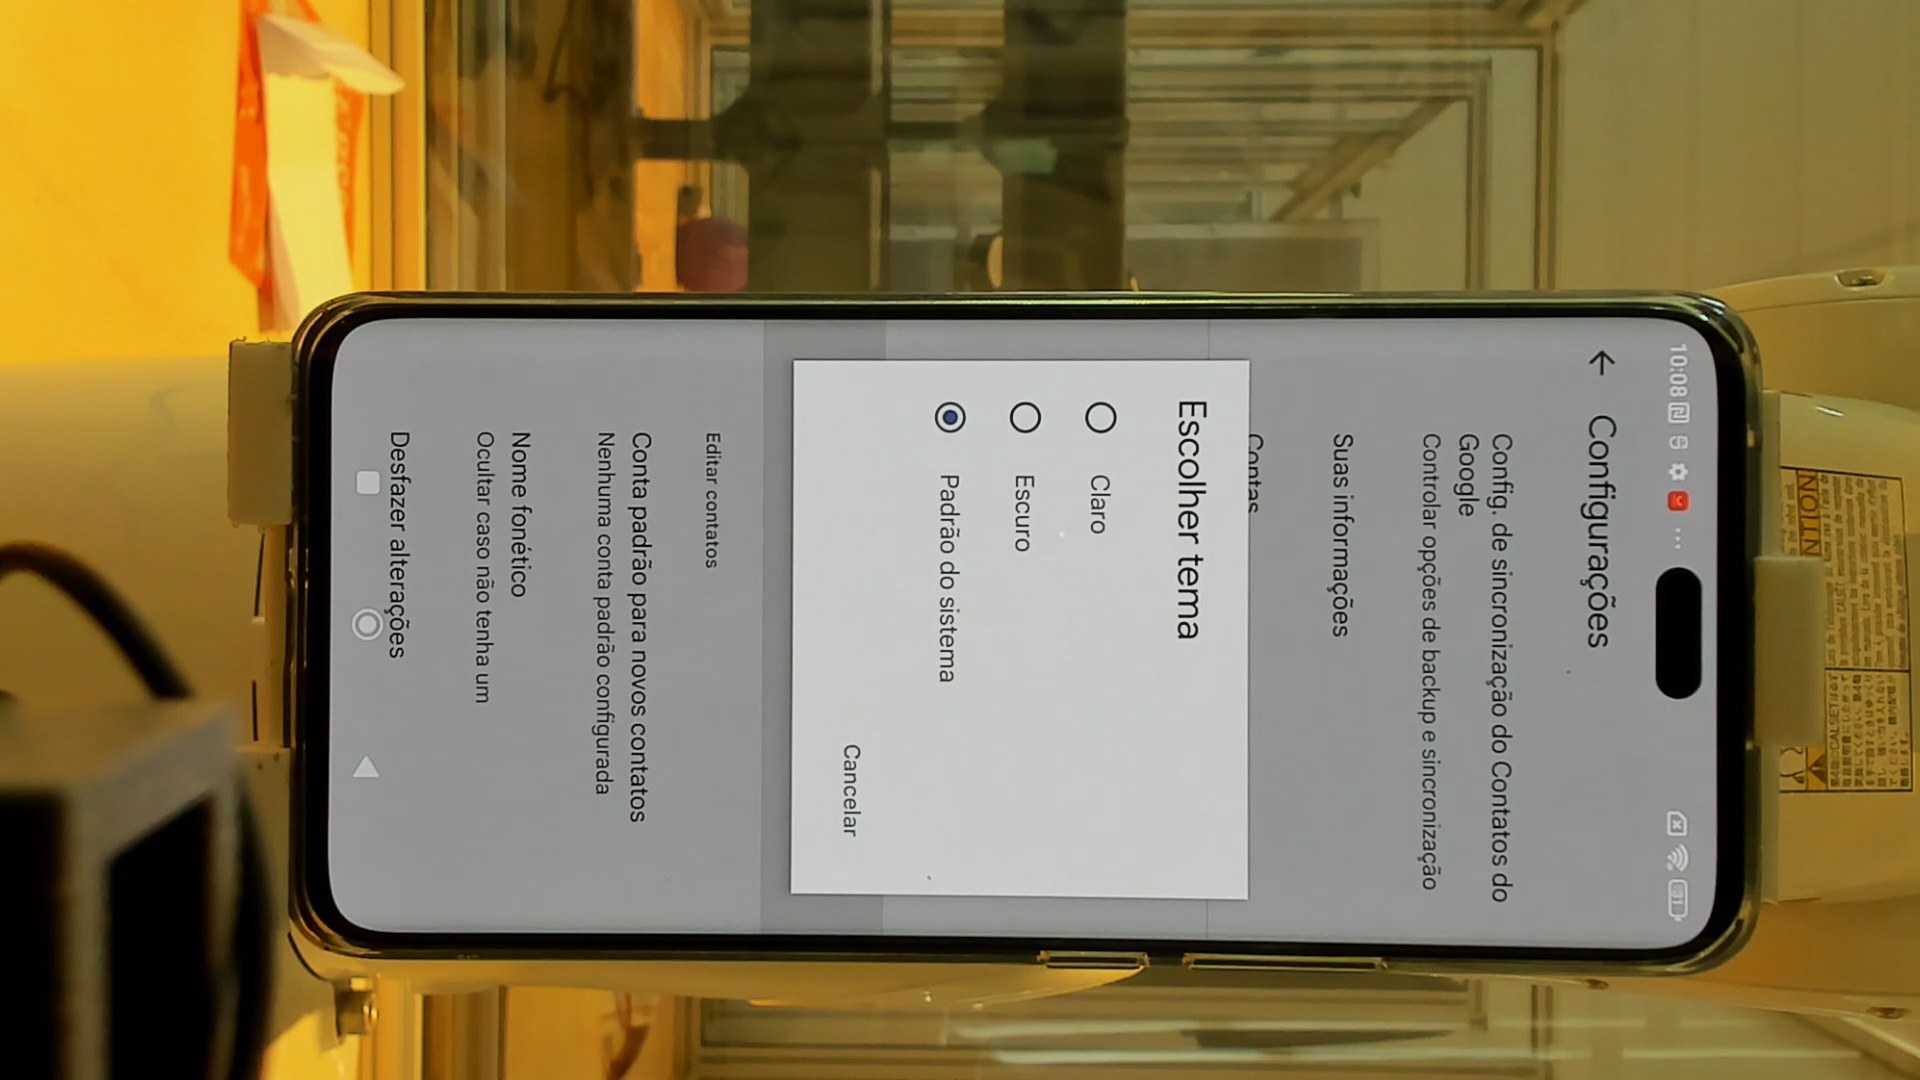 10:08
31
Configurações
Config. de sincronização do Contatos do
Google
Controlar opções de backup e sincronização
Suas informações
Contas
Escolher tema
Claro
Escuro
Padrão do sistema
Cancelar
Editar contatos
Conta padrão para novos contatos
Nenhuma conta padrão configurada
Nome fonético
Ocultar caso não tenha um
Desfazer alterações